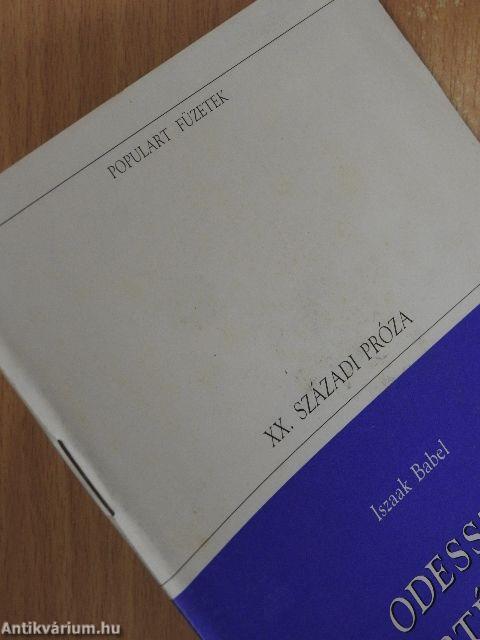 POPULART FÜZETEK
XX. SZÁZADI PRÓZA
Iszaak Babel
ODESS
Antikvárium.hu